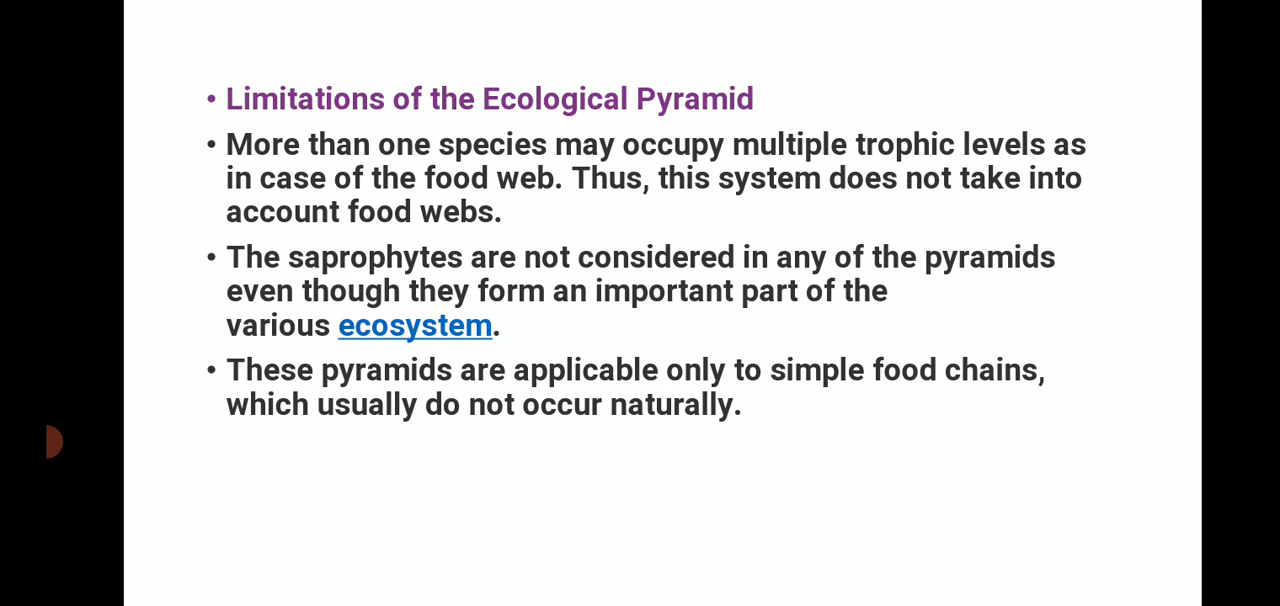 • Limitations of the Ecological Pyramid
• More than one species may occupy multiple trophic levels as
in case of the food web. Thus, this system does not take into
account food webs.
• The saprophytes are not considered in any of the pyramids
even though they form an important part of the
various ecosystem.
• These pyramids are applicable only to simple food chains,
which usually do not occur naturally.